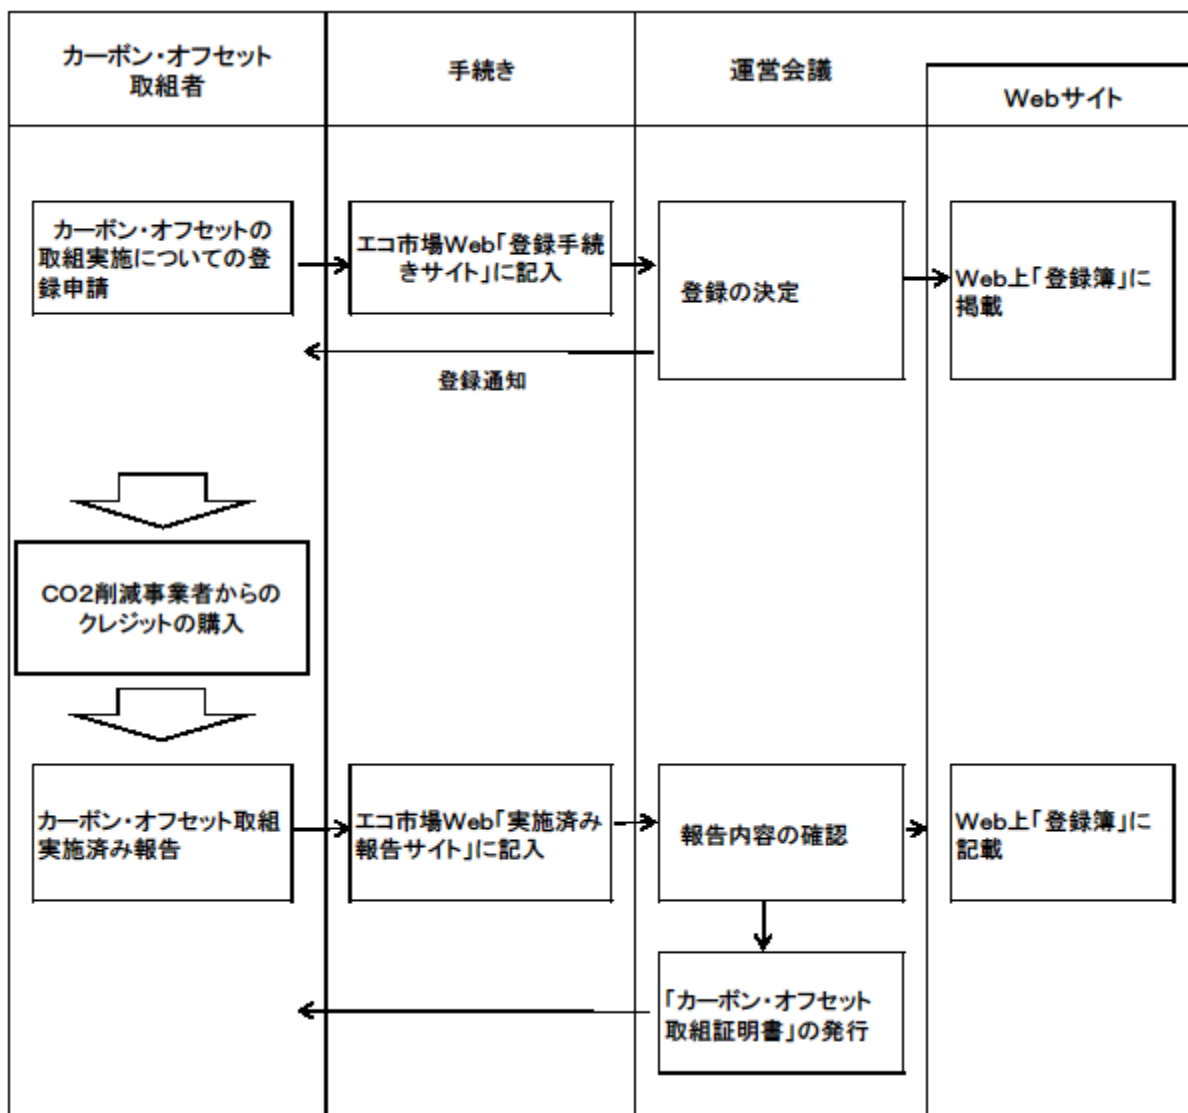 カーボン・オフセット
取組者
手続き
運営会議
Webサイト
カーボン・オフセットの
取組実施についての登
録申請
エコ市場Web「登録手続
きサイト」に記入
登録の決定
Web上「登録簿」に
掲載
登録通知
CO2削減事業者からの
クレジットの購入
カーボン・オフセット取組
実施済み報告
エコ市場Web「実施済み
報告サイト」に記入
報告内容の確認
Web上「登録簿」に
記載
「カーボン・オフセット
取組証明書」の発行